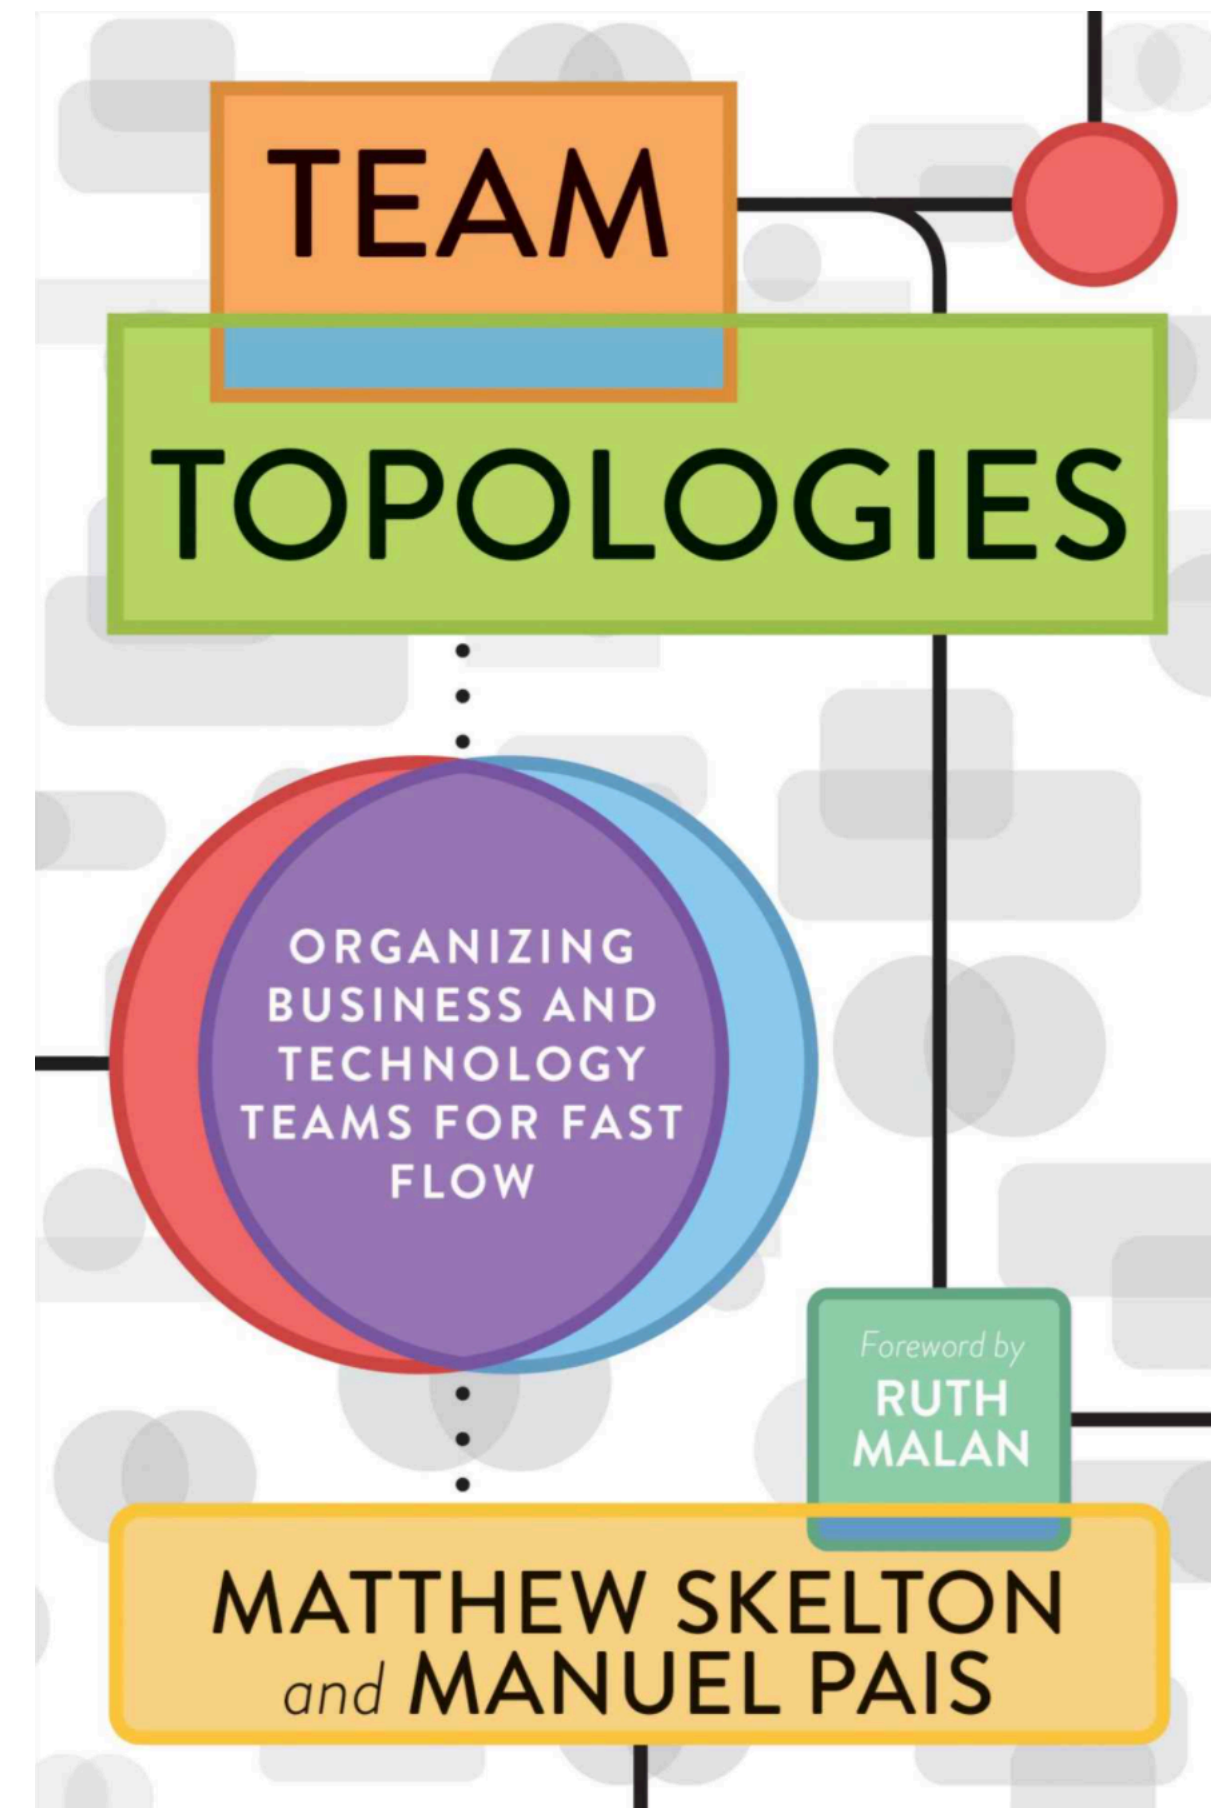 TEAM
TOPOLOGIES
ORGANIZING
BUSINESS AND
TECHNOLOGY
TEAMS FOR FAST
FLOW
Foreword by
RUTH
MALAN
MATTHEW SKELTON
and MANUEL PAIS